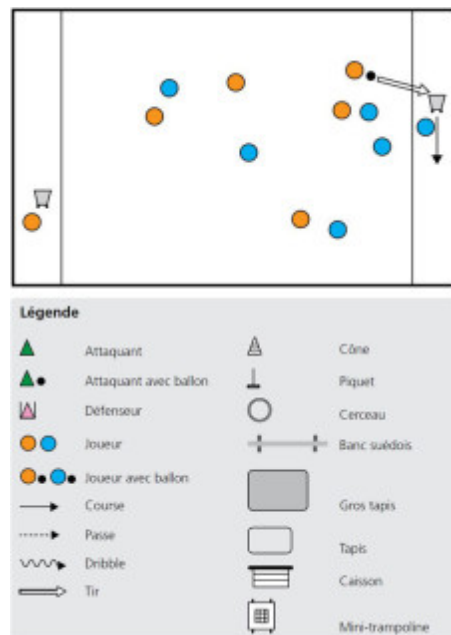 Légende
Attaquant
Attaquant avec ballon
Défenseur
Joueur
Joueur avec ballon
Course
Passe
Dribble
Tir
Cône
Piquet
Cerceau
Banc suédois
Gros tapis
Tapis
Caisson
Mini-trampoline